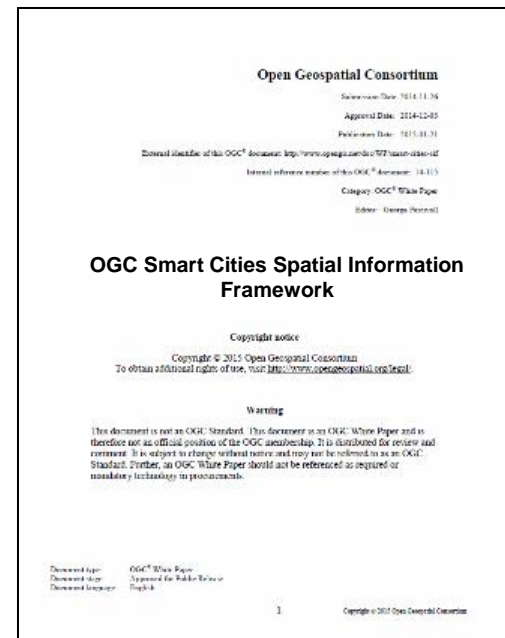 Open Geospatial Consortium
Submission Date: 2014-11-26
Approval Date: 2014-12-05
Publication Date: 2015-01-21
External identifier of this OGC® document: http://www.opengis.net/doc/WP/smart-cities-sif
Internal reference number of this OGC® document: 14-115
Category: OGC® White Paper
Editor: George Percivall
OGC Smart Cities Spatial Information
Framework
Copyright notice
Copyright © 2015 Open Geospatial Consortium
To obtain additional rights of use, visit http://www.opengeospatial.org/legal/.
Warning
This document is not an OGC Standard. This document is an OGC White Paper and is
therefore not an official position of the OGC membership. It is distributed for review and
comment. It is subject to change without notice and may not be referred to as an OGC
Standard. Further, an OGC White Paper should not be referenced as required or
mandatory technology in procurements.
Document type: OGC® White Paper
Document stage: Approved for Public Release
Document language: English
1 Copyright © 2015 Open Geospatial Consortium